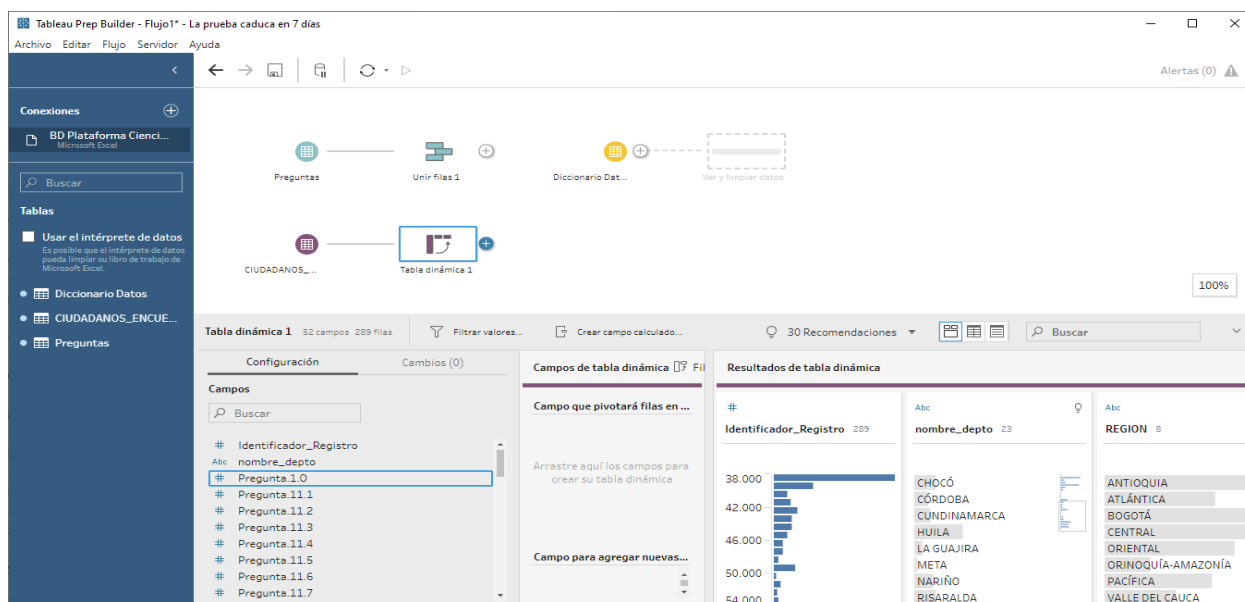 Tableau Prep Builder - Flujo1* - La prueba caduca en 7 días
Archivo Editar Flujo Servidor Ayuda
Alertas (0)
Conexiones
BD Plataforma Cienci...
Microsoft Excel
Buscar
Tablas
Usar el intérprete de datos
Es posible que el intérprete de datos
pueda limpiar su libro de trabajo de
Microsoft Excel.
Diccionario Datos
CIUDADANOS_ENCUE...
Preguntas
Preguntas
Unir filas 1
Diccionario Dat...
Ver y limpiar datos
CIUDADANOS_...
Tabla dinámica 1
100%
Tabla dinámica 1 52 campos 289 filas
Filtrar valores...
Crear campo calculado...
30 Recomendaciones
Buscar
Configuración
Cambios (0)
Campos
Buscar
# Identificador_Registro
Abc nombre_depto
# Pregunta.1.0
# Pregunta.11.1
# Pregunta.11.2
# Pregunta.11.3
# Pregunta.11.4
# Pregunta.11.5
# Pregunta.11.6
# Pregunta.11.7
Campos de tabla dinámica Fil
Campo que pivotará filas en ...
Arrastre aquí los campos para
crear su tabla dinámica
Campo para agregar nuevas...
Resultados de tabla dinámica
#
Identificador_Registro 289
38.000
42.000
46.000
50.000
54.000
Abc
nombre_depto 23
CHOCÓ
CÓRDOBA
CUNDINAMARCA
HUILA
LA GUAJIRA
META
NARIÑO
RISARALDA
Abc
REGION 8
ANTIOQUIA
ATLÁNTICA
BOGOTÁ
CENTRAL
ORIENTAL
ORINOQUÍA-AMAZONÍA
PACÍFICA
VALLE DEL CAUCA